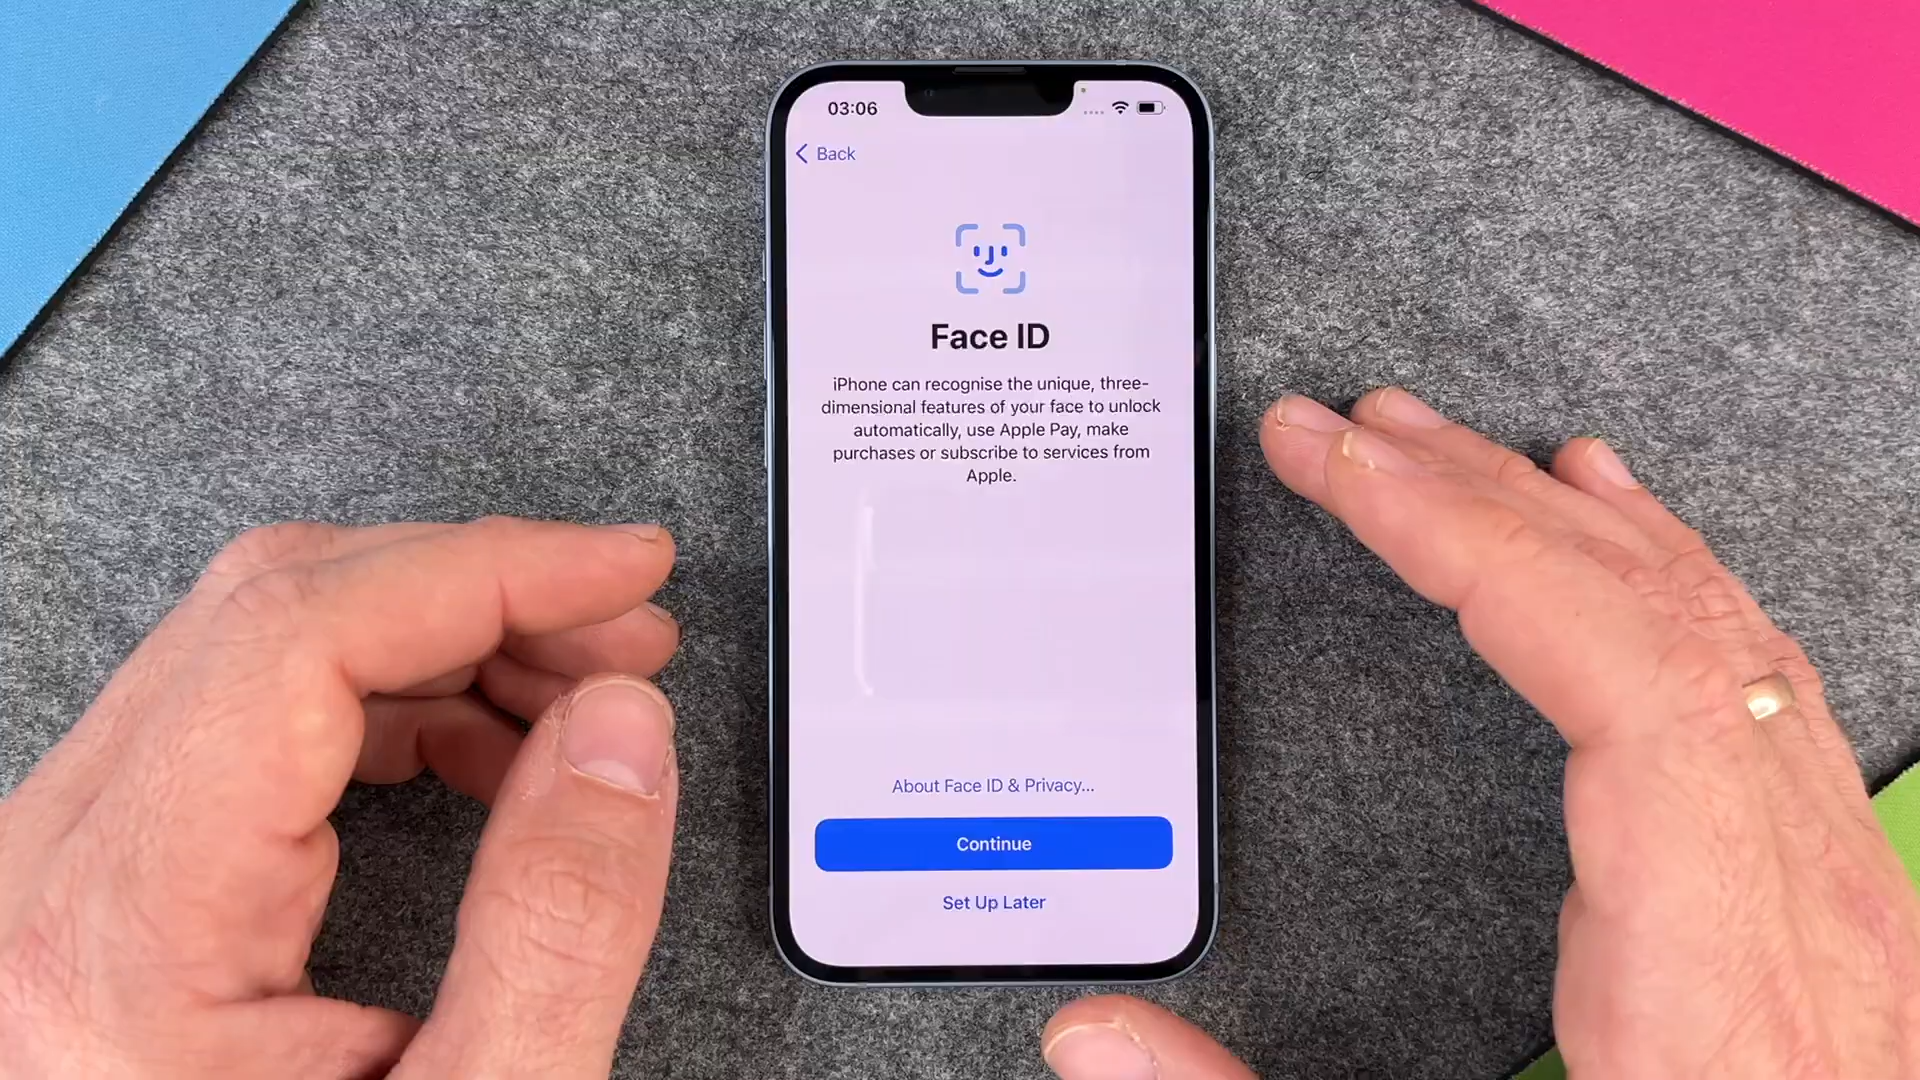 03:06
Back
Face ID
iPhone can recognise the unique, three-
dimensional features of your face to unlock
automatically, use Apple Pay, make
purchases or subscribe to services from
Apple.
About Face ID & Privacy...
Continue
Set Up Later